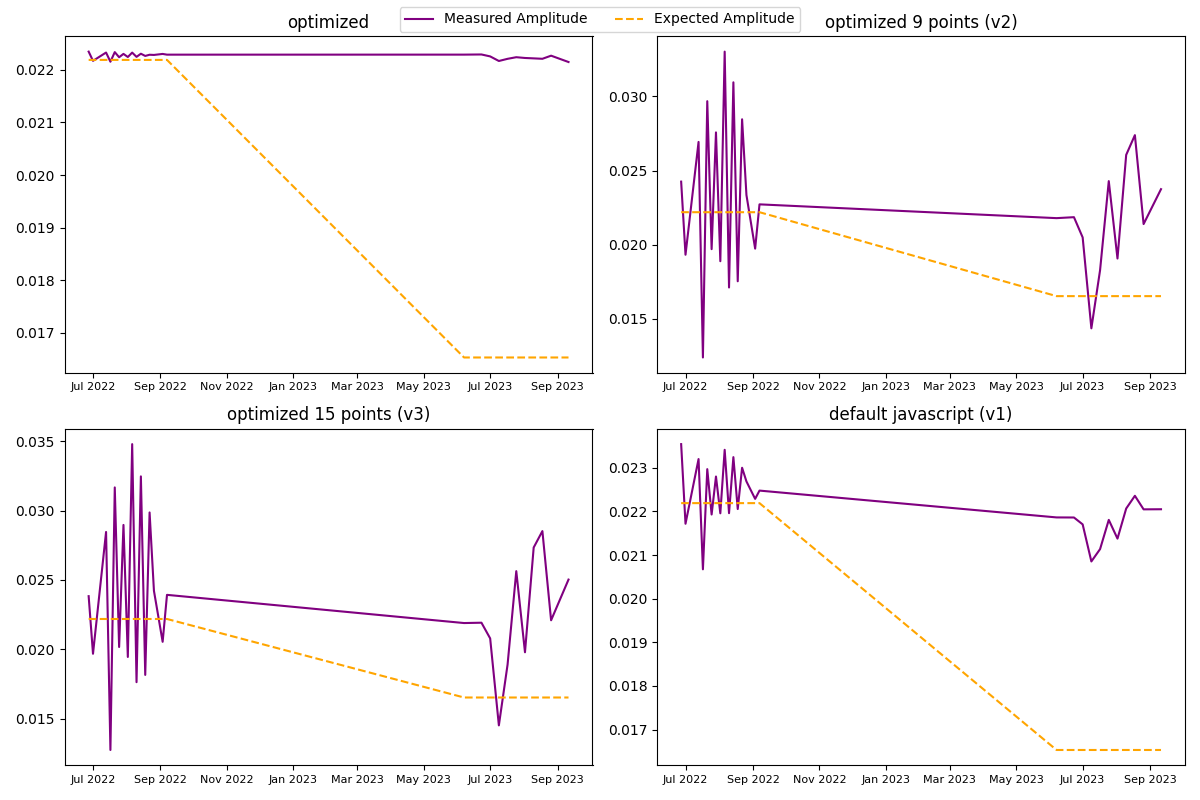 Measured Amplitude Expected Amplitude
optimized
0.022
0.021
0.020
0.019
0.018
0.017
Jul 2022 Sep 2022 Nov 2022 Jan 2023 Mar 2023 May 2023 Jul 2023 Sep 2023
optimized 9 points (v2)
0.030
0.025
0.020
0.015
Jul 2022 Sep 2022 Nov 2022 Jan 2023 Mar 2023 May 2023 Jul 2023 Sep 2023
optimized 15 points (v3)
0.035
0.030
0.025
0.020
0.015
Jul 2022 Sep 2022 Nov 2022 Jan 2023 Mar 2023 May 2023 Jul 2023 Sep 2023
default javascript (v1)
0.023
0.022
0.021
0.020
0.019
0.018
0.017
Jul 2022 Sep 2022 Nov 2022 Jan 2023 Mar 2023 May 2023 Jul 2023 Sep 2023